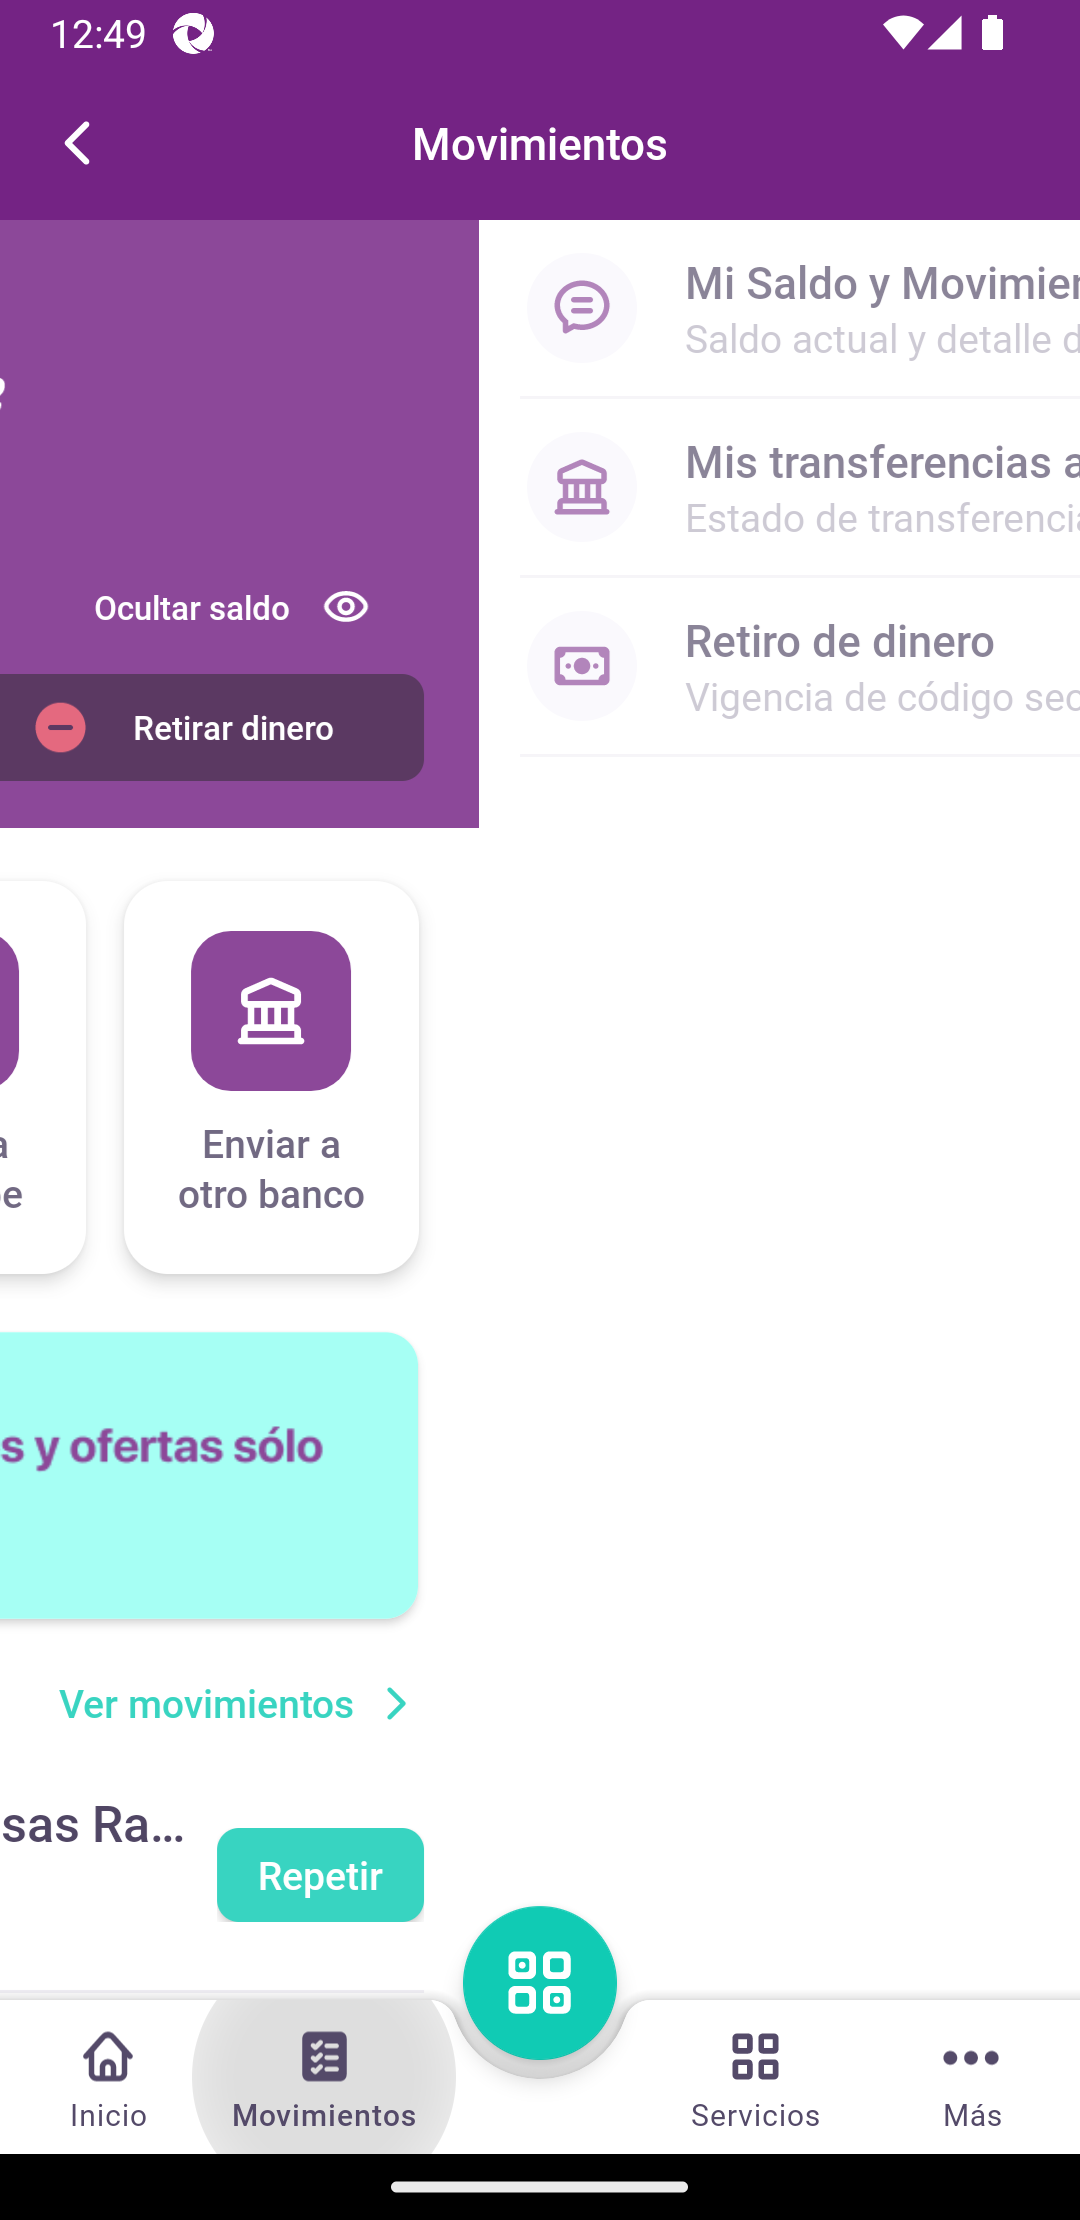 12:49
Movimientos
Mi Saldo y Movimien
Saldo actual y detalle d
Mis transferencias a
Estado de transferencia
Ocultar saldo
Retiro de dinero
Vigencia de código sec
Retirar dinero
Enviar a
otro banco
s y ofertas sólo
Ver movimientos
sas Ra...
Repetir
Inicio
Movimientos
Servicios
Más